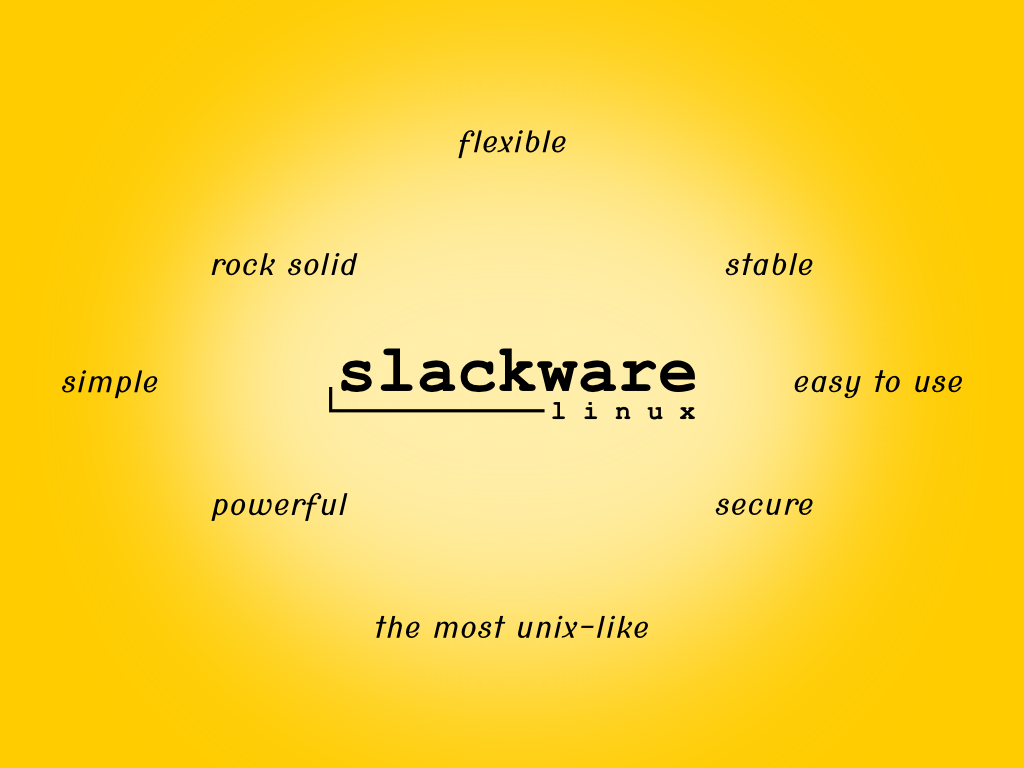 flexible
rock solid
stable
slackware
linux
simple
easy to use
powerful
secure
the most unix-like